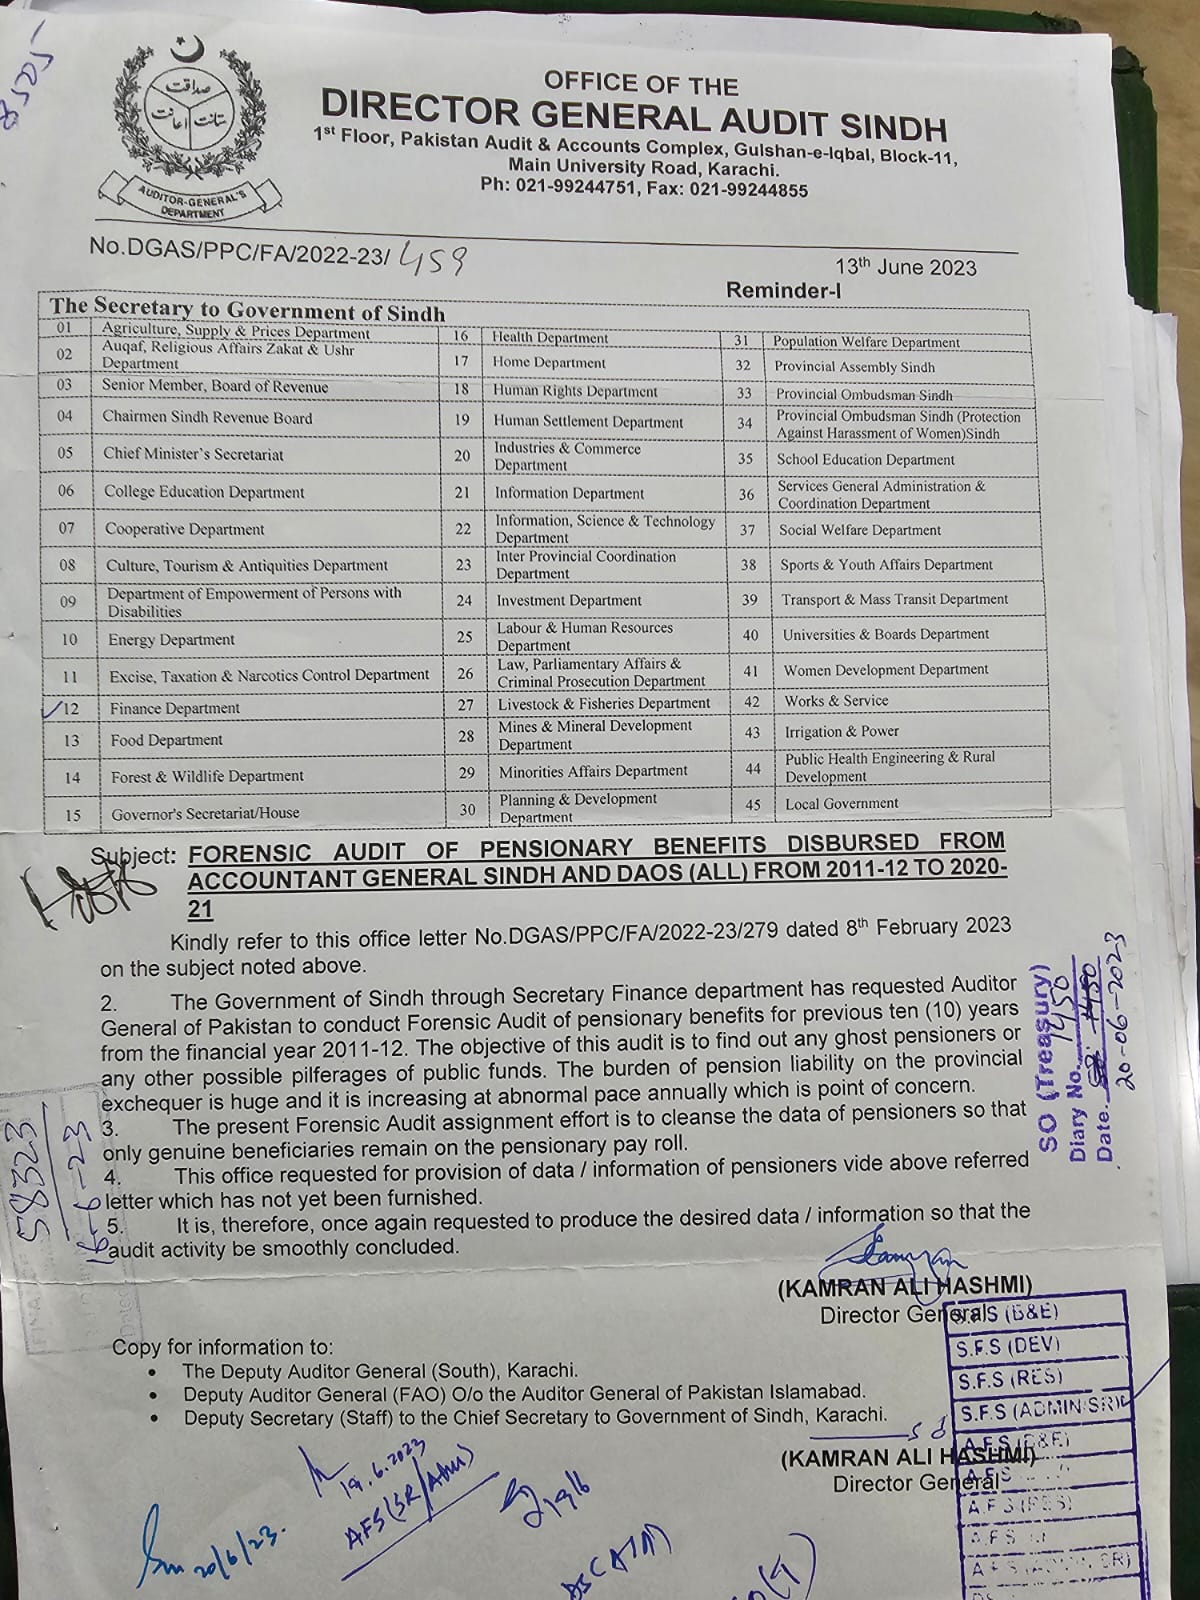 85505-
صداقت
اعانت
متانت
AUDITOR-GENERAL'S
DEPARTMENT
OFFICE OF THE
DIRECTOR GENERAL AUDIT SINDH
1st Floor, Pakistan Audit & Accounts Complex, Gulshan-e-Iqbal, Block-11,
Main University Road, Karachi.
Ph: 021-99244751, Fax: 021-99244855
No.DGAS/PPC/FA/2022-23/ 459
13th June 2023
Reminder-I
The Secretary to Government of Sindh
01 Agriculture, Supply & Prices Department 16 Health Department 31 Population Welfare Department
02 Auqaf, Religious Affairs Zakat & Ushr Department 17 Home Department 32 Provincial Assembly Sindh
03 Senior Member, Board of Revenue 18 Human Rights Department 33 Provincial Ombudsman Sindh
04 Chairmen Sindh Revenue Board 19 Human Settlement Department 34 Provincial Ombudsman Sindh (Protection Against Harassment of Women)Sindh
05 Chief Minister's Secretariat 20 Industries & Commerce Department 35 School Education Department
06 College Education Department 21 Information Department 36 Services General Administration & Coordination Department
07 Cooperative Department 22 Information, Science & Technology Department 37 Social Welfare Department
08 Culture, Tourism & Antiquities Department 23 Inter Provincial Coordination Department 38 Sports & Youth Affairs Department
09 Department of Empowerment of Persons with Disabilities 24 Investment Department 39 Transport & Mass Transit Department
10 Energy Department 25 Labour & Human Resources Department 40 Universities & Boards Department
11 Excise, Taxation & Narcotics Control Department 26 Law, Parliamentary Affairs & Criminal Prosecution Department 41 Women Development Department
12 Finance Department 27 Livestock & Fisheries Department 42 Works & Service
13 Food Department 28 Mines & Mineral Development Department 43 Irrigation & Power
14 Forest & Wildlife Department 29 Minorities Affairs Department 44 Public Health Engineering & Rural Development
15 Governor's Secretariat/House 30 Planning & Development Department 45 Local Government
Subject: FORENSIC AUDIT OF PENSIONARY BENEFITS DISBURSED FROM
ACCOUNTANT GENERAL SINDH AND DAOS (ALL) FROM 2011-12 TO 2020-
21
Kindly refer to this office letter No.DGAS/PPC/FA/2022-23/279 dated 8th February 2023
on the subject noted above.
2. The Government of Sindh through Secretary Finance department has requested Auditor
General of Pakistan to conduct Forensic Audit of pensionary benefits for previous ten (10) years
from the financial year 2011-12. The objective of this audit is to find out any ghost pensioners or
any other possible pilferages of public funds. The burden of pension liability on the provincial
exchequer is huge and it is increasing at abnormal pace annually which is point of concern.
3. The present Forensic Audit assignment effort is to cleanse the data of pensioners so that
only genuine beneficiaries remain on the pensionary pay roll.
4. This office requested for provision of data / information of pensioners vide above referred
letter which has not yet been furnished.
5. It is, therefore, once again requested to produce the desired data / information so that the
audit activity be smoothly concluded.
SO (Treasury)
Diary No. 1450
Date. 20-06-2023
58323
16-6-23
(KAMRAN ALI HASHMI)
Director General
Copy for information to:
• The Deputy Auditor General (South), Karachi.
• Deputy Auditor General (FAO) O/o the Auditor General of Pakistan Islamabad.
• Deputy Secretary (Staff) to the Chief Secretary to Government of Sindh, Karachi.
sd
(KAMRAN ALI HASHMI)
Director General
S.F.S (B&E)
S.F.S (DEV)
S.F.S (RES)
S.F.S (ADMIN/SR)
A.F.S (B&E)
A.F.S
A.F.S (RES)
A.F.S
19.6.2023
AFS(SR/Adm)
19/6
20/6/23.